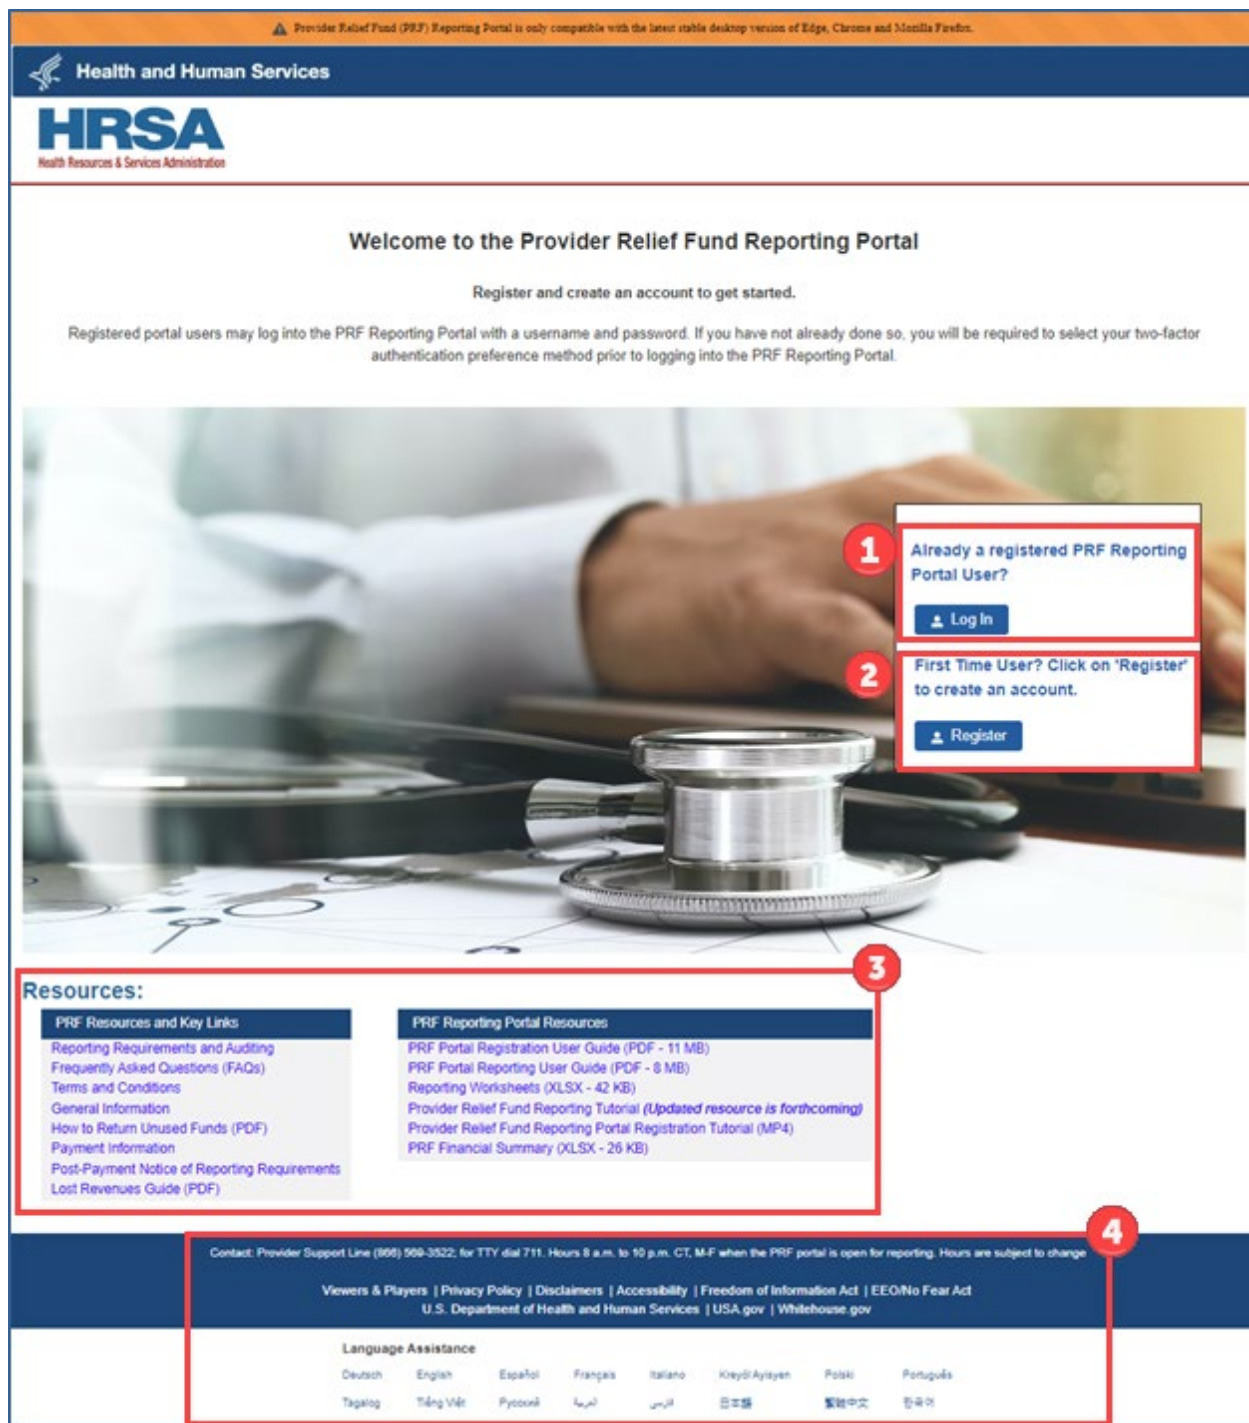 Provider Relief Fund (PRF) Reporting Portal is only compatible with the latest stable desktop version of Edge, Chrome and Mozilla Firefox.
Health and Human Services
HRSA
Health Resources & Services Administration
Welcome to the Provider Relief Fund Reporting Portal
Register and create an account to get started.
Registered portal users may log into the PRF Reporting Portal with a username and password. If you have not already done so, you will be required to select your two-factor
authentication preference method prior to logging into the PRF Reporting Portal.
1
Already a registered PRF Reporting
Portal User?
Log In
2
First Time User? Click on 'Register'
to create an account.
Register
3
Resources:
PRF Resources and Key Links
Reporting Requirements and Auditing
Frequently Asked Questions (FAQs)
Terms and Conditions
General Information
How to Return Unused Funds (PDF)
Payment Information
Post-Payment Notice of Reporting Requirements
Lost Revenues Guide (PDF)
PRF Reporting Portal Resources
PRF Portal Registration User Guide (PDF - 11 MB)
PRF Portal Reporting User Guide (PDF - 8 MB)
Reporting Worksheets (XLSX - 42 KB)
Provider Relief Fund Reporting Tutorial (Updated resource is forthcoming)
Provider Relief Fund Reporting Portal Registration Tutorial (MP4)
PRF Financial Summary (XLSX - 26 KB)
4
Contact: Provider Support Line (866) 569-3522; for TTY dial 711. Hours 8 a.m. to 10 p.m. CT, M-F when the PRF portal is open for reporting. Hours are subject to change
Viewers & Players | Privacy Policy | Disclaimers | Accessibility | Freedom of Information Act | EEO/No Fear Act
U.S. Department of Health and Human Services | USA.gov | Whitehouse.gov
Language Assistance
Deutsch English Español Français Italiano Kreyòl Ayisyen Polski Português
Tagalog Tiếng Việt Русский العربية فارسی 日本語 繁體中文 한국어